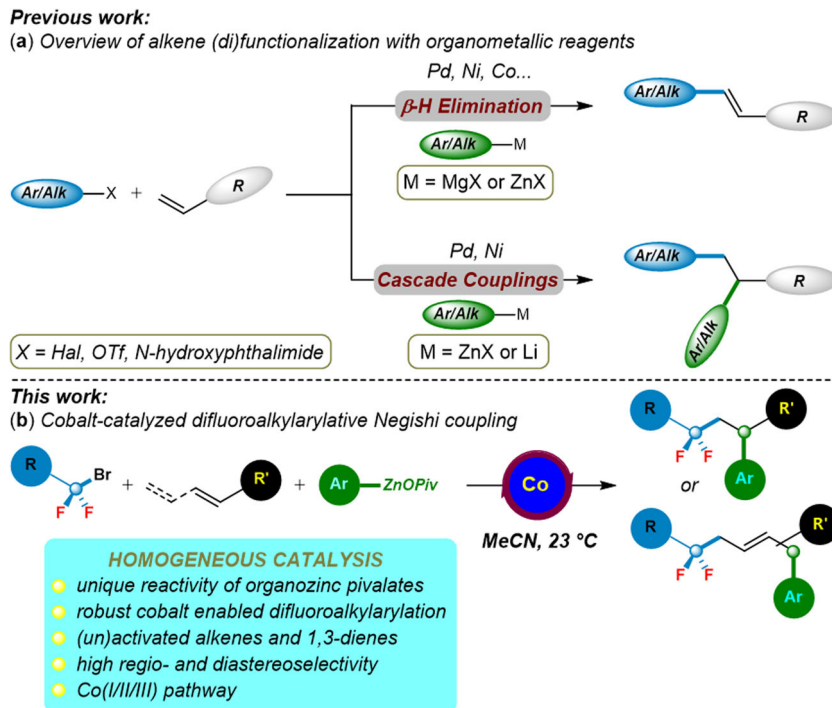 Previous work:
(a) Overview of alkene (di)functionalization with organometallic reagents
Pd, Ni, Co...
β-H Elimination
Ar/Alk
R
Ar/Alk—M
M = MgX or ZnX
Ar/Alk—X + R
Pd, Ni
Cascade Couplings
Ar/Alk
R
Ar/Alk
Ar/Alk—M
M = ZnX or Li
X = Hal, OTf, N-hydroxyphthalimide
This work:
(b) Cobalt-catalyzed difluoroalkylarylative Negishi coupling
R Br F F + R' + Ar—ZnOPiv
Co
MeCN, 23 °C
R R' F F Ar
or
R R' F F Ar
HOMOGENEOUS CATALYSIS
unique reactivity of organozinc pivalates
robust cobalt enabled difluoroalkylarylation
(un)activated alkenes and 1,3-dienes
high regio- and diastereoselectivity
Co(I/II/III) pathway